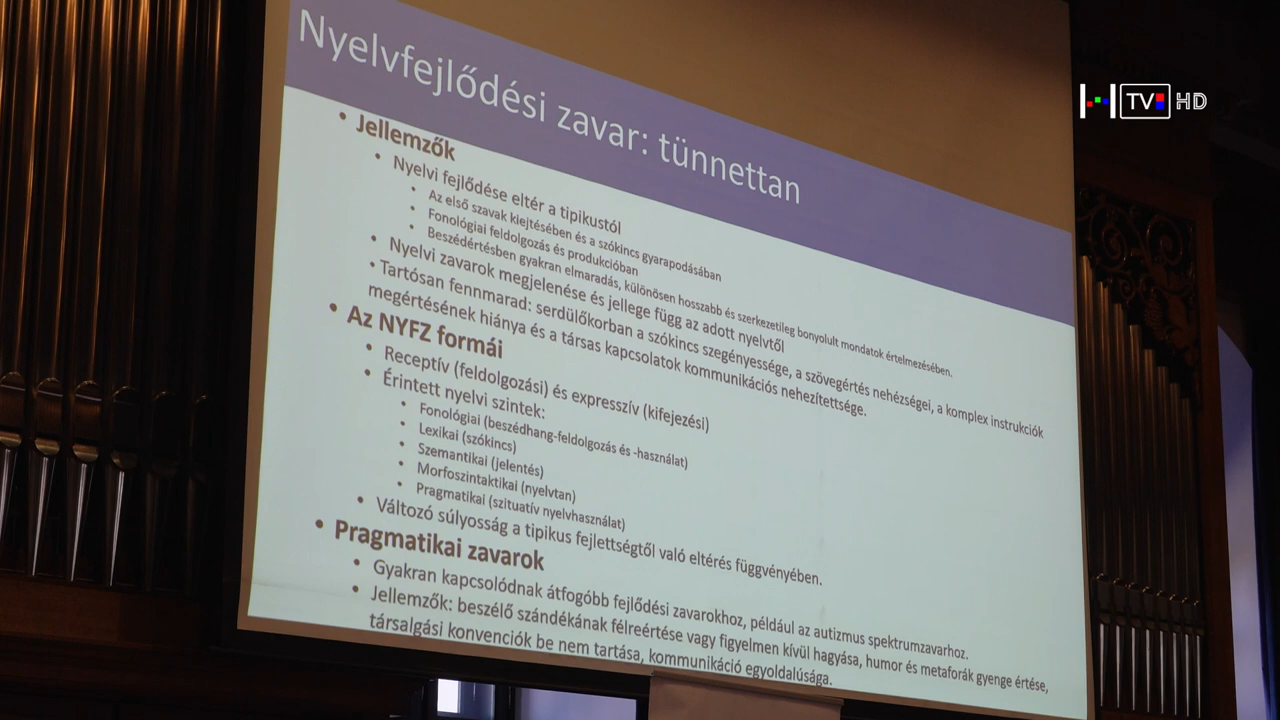 Nyelvfejlődési zavar: tünnettan
• Jellemzők
• Nyelvi fejlődése eltér a tipikustól
• Az első szavak kiejtésében és a szókincs gyarapodásában
• Fonológiai feldolgozás és produkcióban
• Beszédértésben gyakran elmaradás, különösen hosszabb és szerkezetileg bonyolult mondatok értelmezésében.
• Nyelvi zavarok megjelenése és jellege függ az adott nyelvtől
• Tartósan fennmarad: serdülőkorban a szókincs szegényessége, a szövegértés nehézségei, a komplex instrukciók
megértésének hiánya és a társas kapcsolatok kommunikációs nehezítettsége.
• Az NYFZ formái
• Receptív (feldolgozási) és expresszív (kifejezési)
• Érintett nyelvi szintek:
• Fonológiai (beszédhang-feldolgozás és -használat)
• Lexikai (szókincs)
• Szemantikai (jelentés)
• Morfoszintaktikai (nyelvtan)
• Pragmatikai (szituatív nyelvhasználat)
• Változó súlyosság a tipikus fejlettségtől való eltérés függvényében.
• Pragmatikai zavarok
• Gyakran kapcsolódnak átfogóbb fejlődési zavarokhoz, például az autizmus spektrumzavarhoz.
• Jellemzők: beszélő szándékának félreértése vagy figyelmen kívül hagyása, humor és metaforák gyenge értése,
társalgási konvenciók be nem tartása, kommunikáció egyoldalúsága.
H TV HD